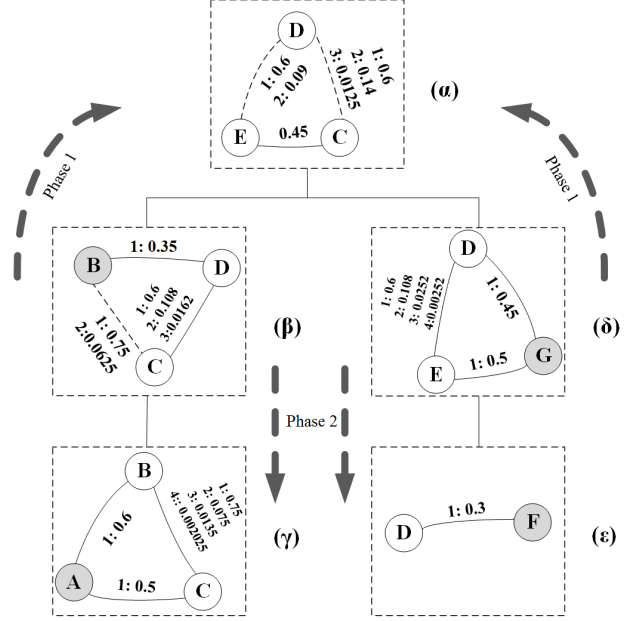 D
1: 0.6
2: 0.09
1: 0.6
2: 0.14
3: 0.0125
E
0.45
C
(α)
Phase 1
Phase 1
1: 0.35
B
D
1: 0.6
2: 0.108
3:0.0162
1: 0.75
2:0.0625
C
(β)
D
1: 0.6
2: 0.108
3: 0.0252
4:0.00252
1: 0.45
E
1: 0.5
G
(δ)
Phase 2
B
1: 0.75
2: 0.075
3: 0.0135
4:: 0.002025
1: 0.6
A
1: 0.5
C
(γ)
D
1: 0.3
F
(ε)